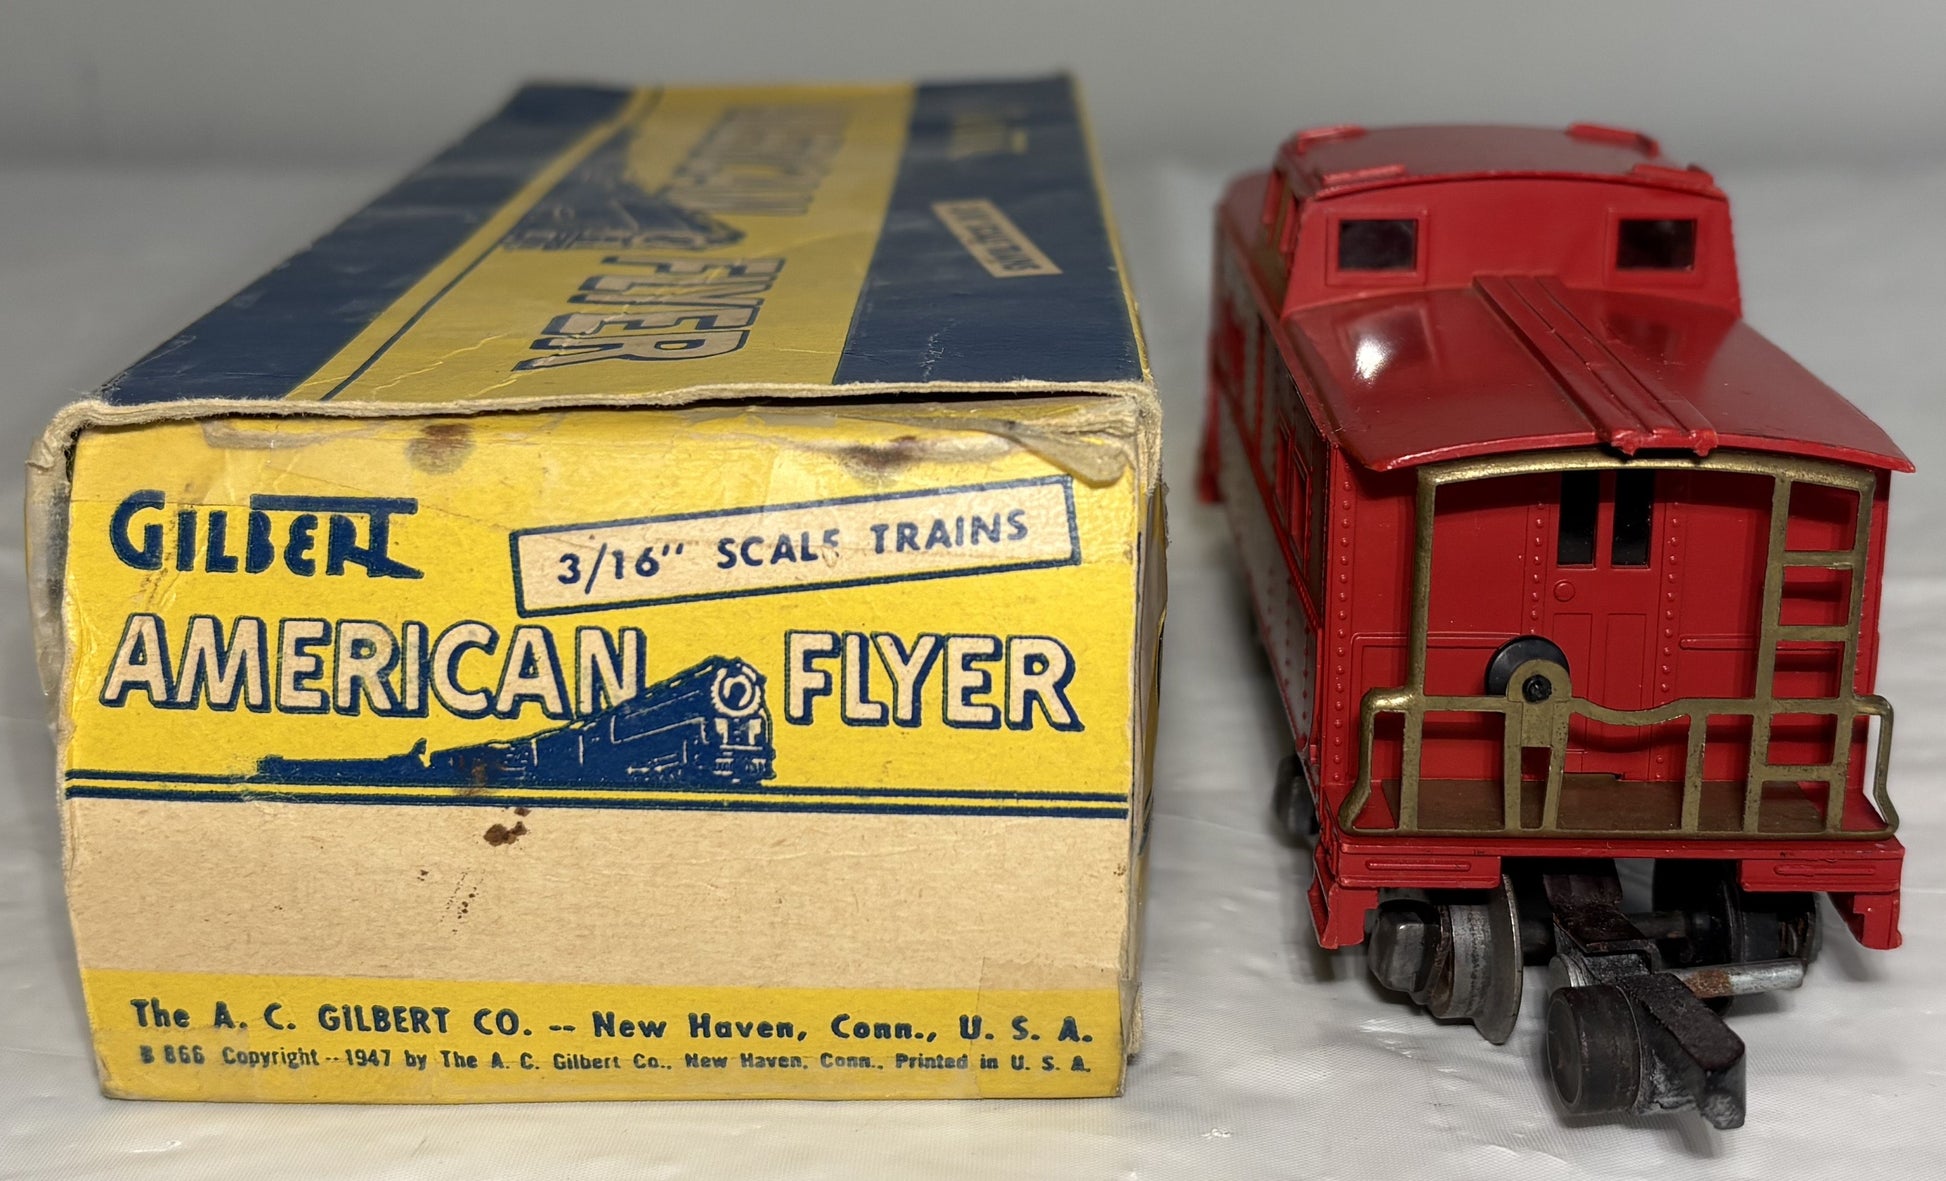 AMERICAN
FLYER
GILBERT
3/16" SCALE TRAINS
AMERICAN FLYER
The A. C. GILBERT CO. -- New Haven, Conn., U. S. A.
B 866 Copyright -- 1947 by The A. C. Gilbert Co., New Haven, Conn., Printed in U. S. A.